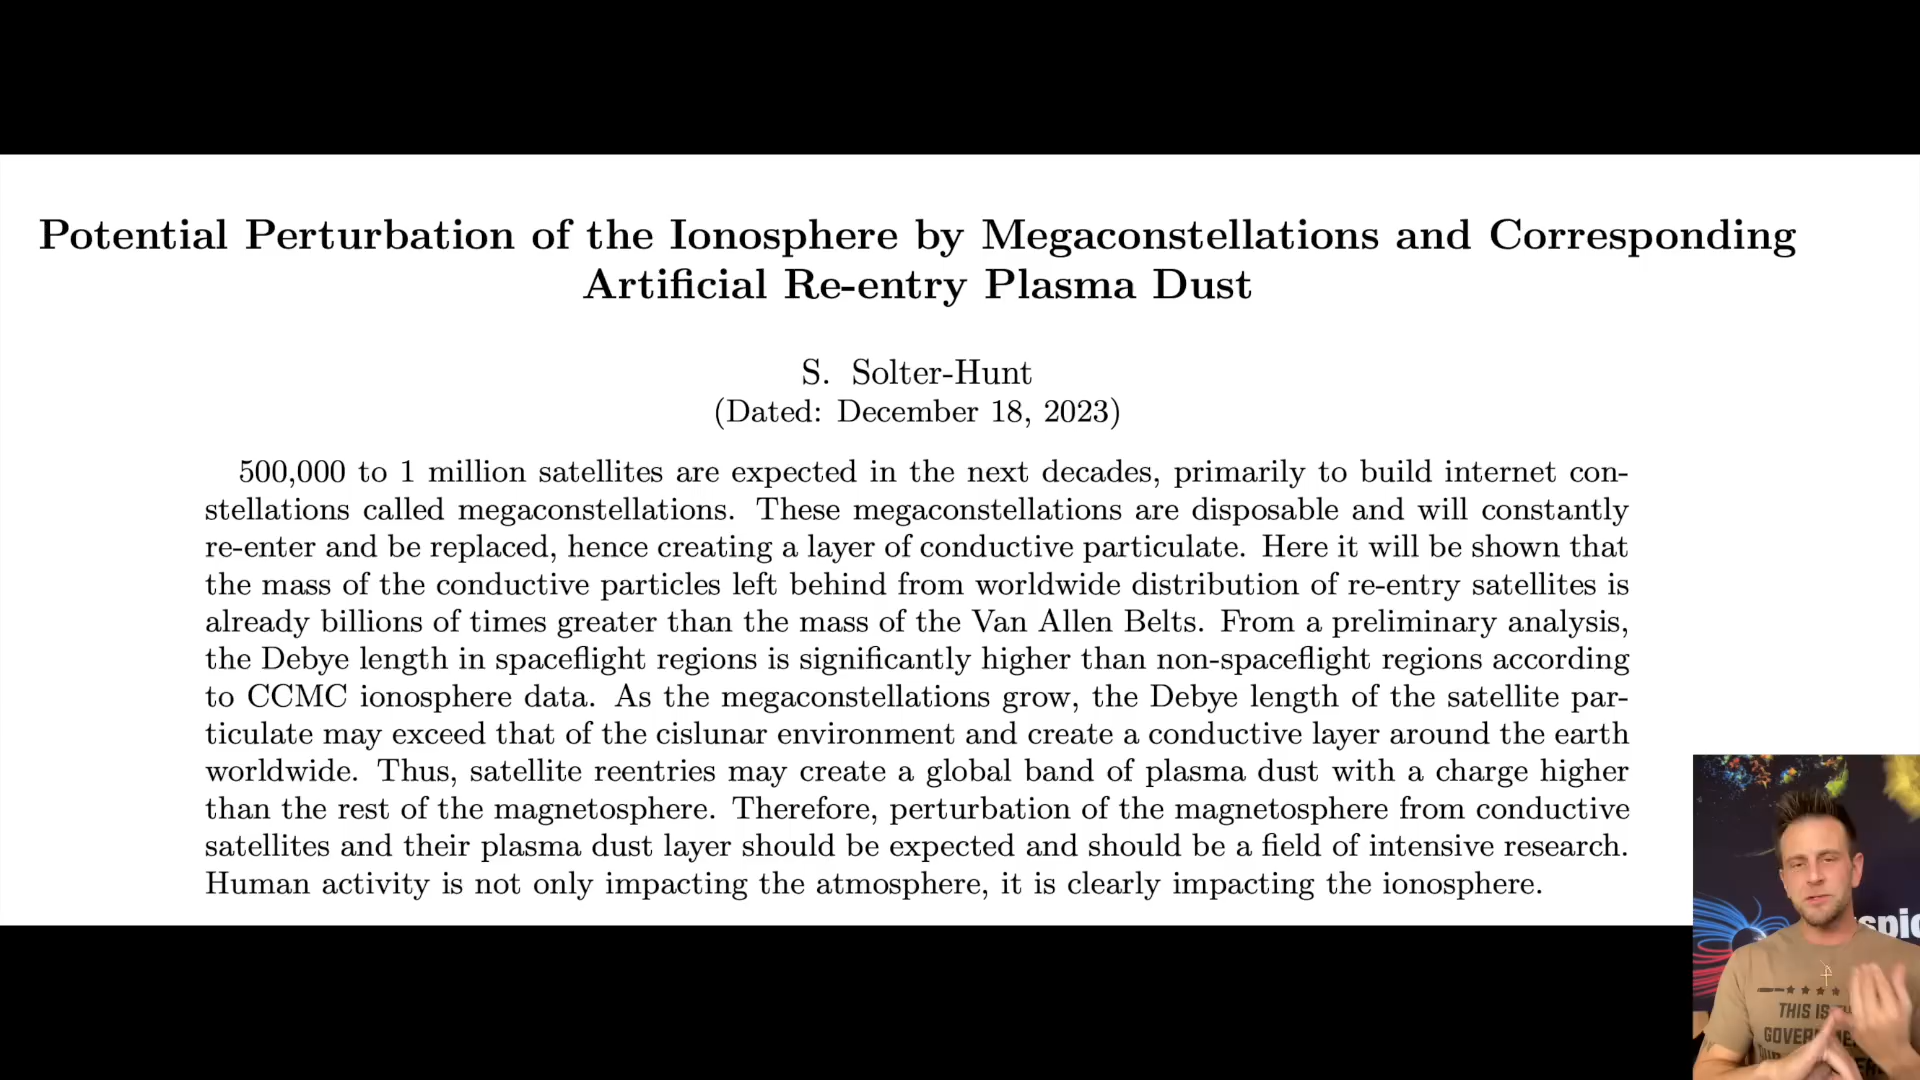 Potential Perturbation of the Ionosphere by Megaconstellations and Corresponding
Artificial Re-entry Plasma Dust
S. Solter-Hunt
(Dated: December 18, 2023)
500,000 to 1 million satellites are expected in the next decades, primarily to build internet con-
stellations called megaconstellations. These megaconstellations are disposable and will constantly
re-enter and be replaced, hence creating a layer of conductive particulate. Here it will be shown that
the mass of the conductive particles left behind from worldwide distribution of re-entry satellites is
already billions of times greater than the mass of the Van Allen Belts. From a preliminary analysis,
the Debye length in spaceflight regions is significantly higher than non-spaceflight regions according
to CCMC ionosphere data. As the megaconstellations grow, the Debye length of the satellite par-
ticulate may exceed that of the cislunar environment and create a conductive layer around the earth
worldwide. Thus, satellite reentries may create a global band of plasma dust with a charge higher
than the rest of the magnetosphere. Therefore, perturbation of the magnetosphere from conductive
satellites and their plasma dust layer should be expected and should be a field of intensive research.
Human activity is not only impacting the atmosphere, it is clearly impacting the ionosphere.
THIS IS